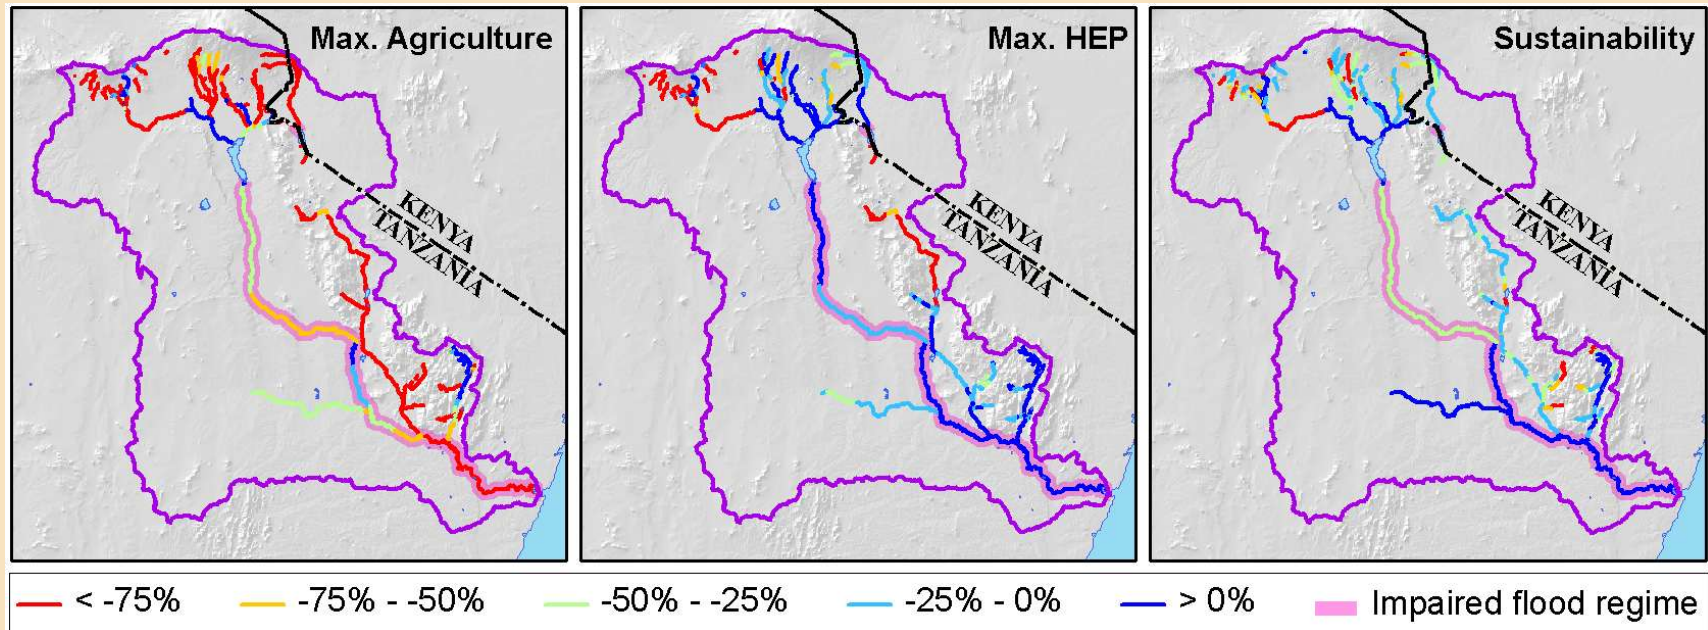 Max. Agriculture
KENYA
TANZANIA
Max. HEP
KENYA
TANZANIA
Sustainability
KENYA
TANZANIA
< -75% -75% - -50% -50% - -25% -25% - 0% > 0% Impaired flood regime